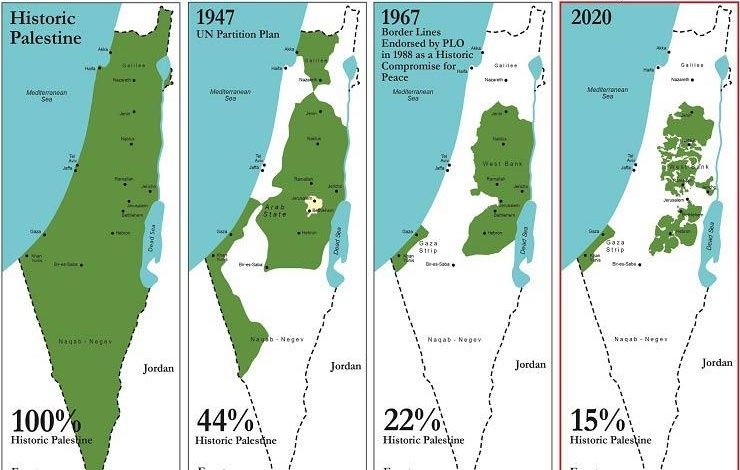 Historic
Palestine
Akka
Haifa
Galilee
Nazareth
Mediterranean
Sea
Jenin
Nablus
Tel
Aviv
Jaffa
Ramallah
Jericho
Jerusalem
Bethlehem
Gaza
Hebron
Dead Sea
Khan
Yunis
Bir-es-Saba
Naqab - Negev
Jordan
100%
Historic Palestine
1947
UN Partition Plan
Akka
Haifa
Galilee
Nazareth
Mediterranean
Sea
Jenin
Nablus
Tel
Aviv
Jaffa
Ramallah
Jericho
Jerusalem
Arab
State
Bethlehem
Gaza
Hebron
Dead Sea
Khan
Yunis
Bir-es-Saba
Naqab - Negev
Jordan
44%
Historic Palestine
1967
Border Lines
Endorsed by PLO
in 1988 as a Historic
Compromise for
Peace
Akka
Haifa
Galilee
Nazareth
Mediterranean
Sea
Jenin
Nablus
West Bank
Tel
Aviv
Jaffa
Ramallah
Jericho
Jerusalem
Bethlehem
Gaza
Hebron
Gaza
Strip
Dead Sea
Khan
Yunis
Bir-es-Saba
Naqab - Negev
Jordan
22%
Historic Palestine
2020
Akka
Haifa
Galilee
Nazareth
Mediterranean
Sea
Jenin
West Bank
Tel
Aviv
Jaffa
Jerusalem
Bethlehem
Gaza
Hebron
Gaza
Strip
Dead Sea
Khan
Yunis
Bir-es-Saba
Naqab - Negev
Jordan
15%
Historic Palestine